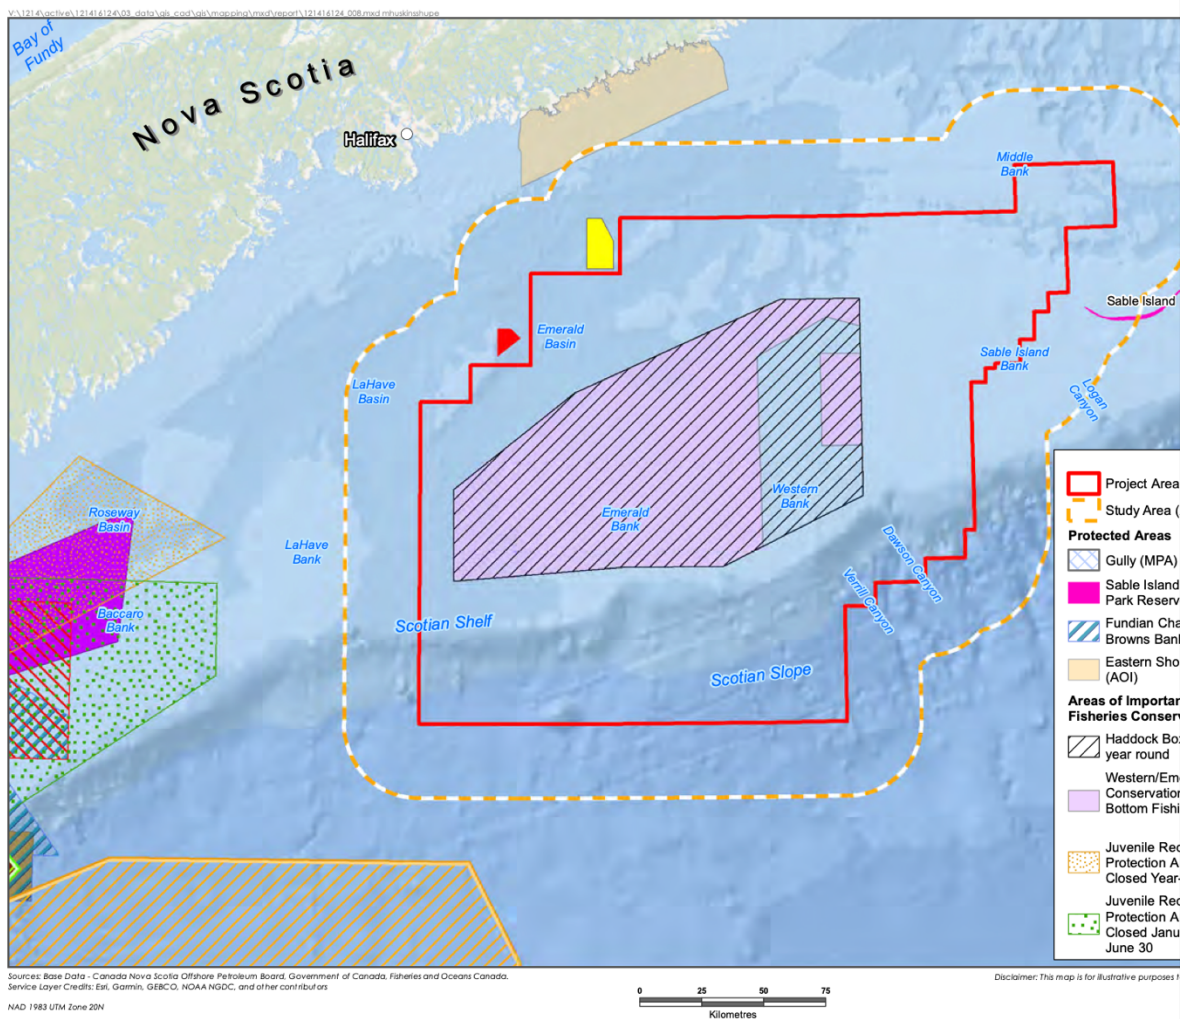 V:\1214\active\121416124\03_data\gis_cad\gis\mapping\mxd\report\121416124_008.mxd mhuskinsshupe
Bay of
Fundy
Nova Scotia
Halifax
Middle
Bank
Sable Island
Emerald
Basin
Sable Island
Bank
LaHave
Basin
Logan
Canyon
Project Area
Study Area (
Protected Areas
Gully (MPA)
Sable Island
Park Reserv
Fundian Cha
Browns Bank
Eastern Sho
(AOI)
Areas of Importan
Fisheries Conserv
Haddock Box
year round
Western/Eme
Conservation
Bottom Fishi
Juvenile Red
Protection A
Closed Year-
Juvenile Red
Protection A
Closed Janu
June 30
Western
Bank
Emerald
Bank
Roseway
Basin
LaHave
Bank
Dawson Canyon
Verrill Canyon
Baccaro
Bank
Scotian Shelf
Scotian Slope
Sources: Base Data - Canada Nova Scotia Offshore Petroleum Board, Government of Canada, Fisheries and Oceans Canada.
Service Layer Credits: Esri, Garmin, GEBCO, NOAA NGDC, and other contributors
Disclaimer: This map is for illustrative purposes t
NAD 1983 UTM Zone 20N
0 25 50 75
Kilometres